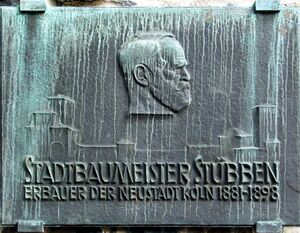 STADTBAUMEISTER STÜBBEN
ERBAUER DER NEUSTADT KÖLN 1881-1898